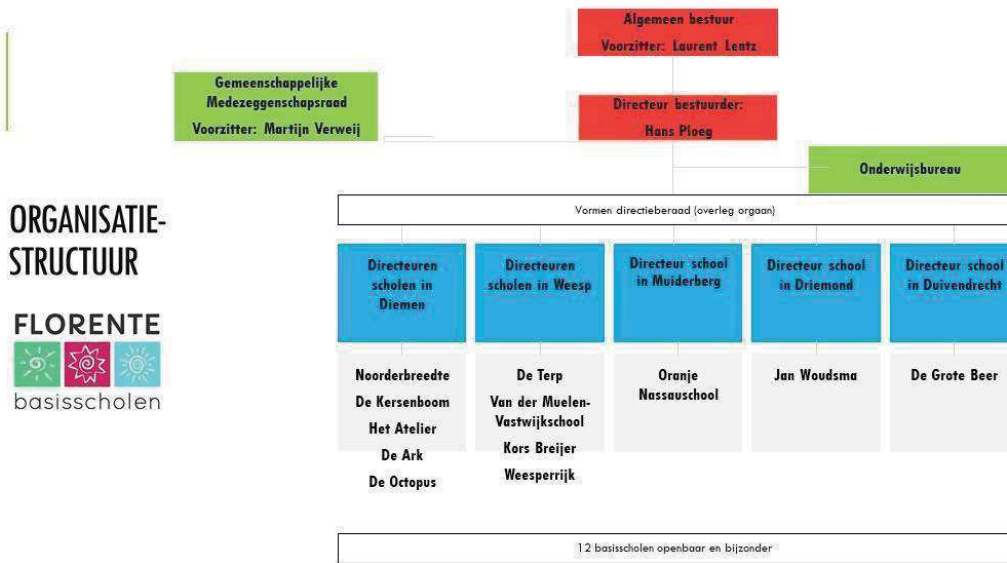 Algemeen bestuur
Voorzitter: Laurent Lentz
Gemeenschappelijke
Medezeggenschapsraad
Voorzitter: Martijn Verweij
Directeur bestuurder:
Hans Ploeg
Onderwijsbureau
ORGANISATIE-
STRUCTUUR
FLORENTE
basisscholen
Vormen directieberaad (overleg orgaan)
Directeuren
scholen in
Diemen
Directeuren
scholen in Weesp
Directeur school
in Muiderberg
Directeur school
in Driemond
Directeur school
in Duivendrecht
Noorderbreedte
De Kersenboom
Het Atelier
De Ark
De Octopus
De Terp
Van der Muelen-
Vastwijkschool
Kors Breijer
Weesperrijk
Oranje
Nassauschool
Jan Woudsma
De Grote Beer
12 basisscholen openbaar en bijzonder